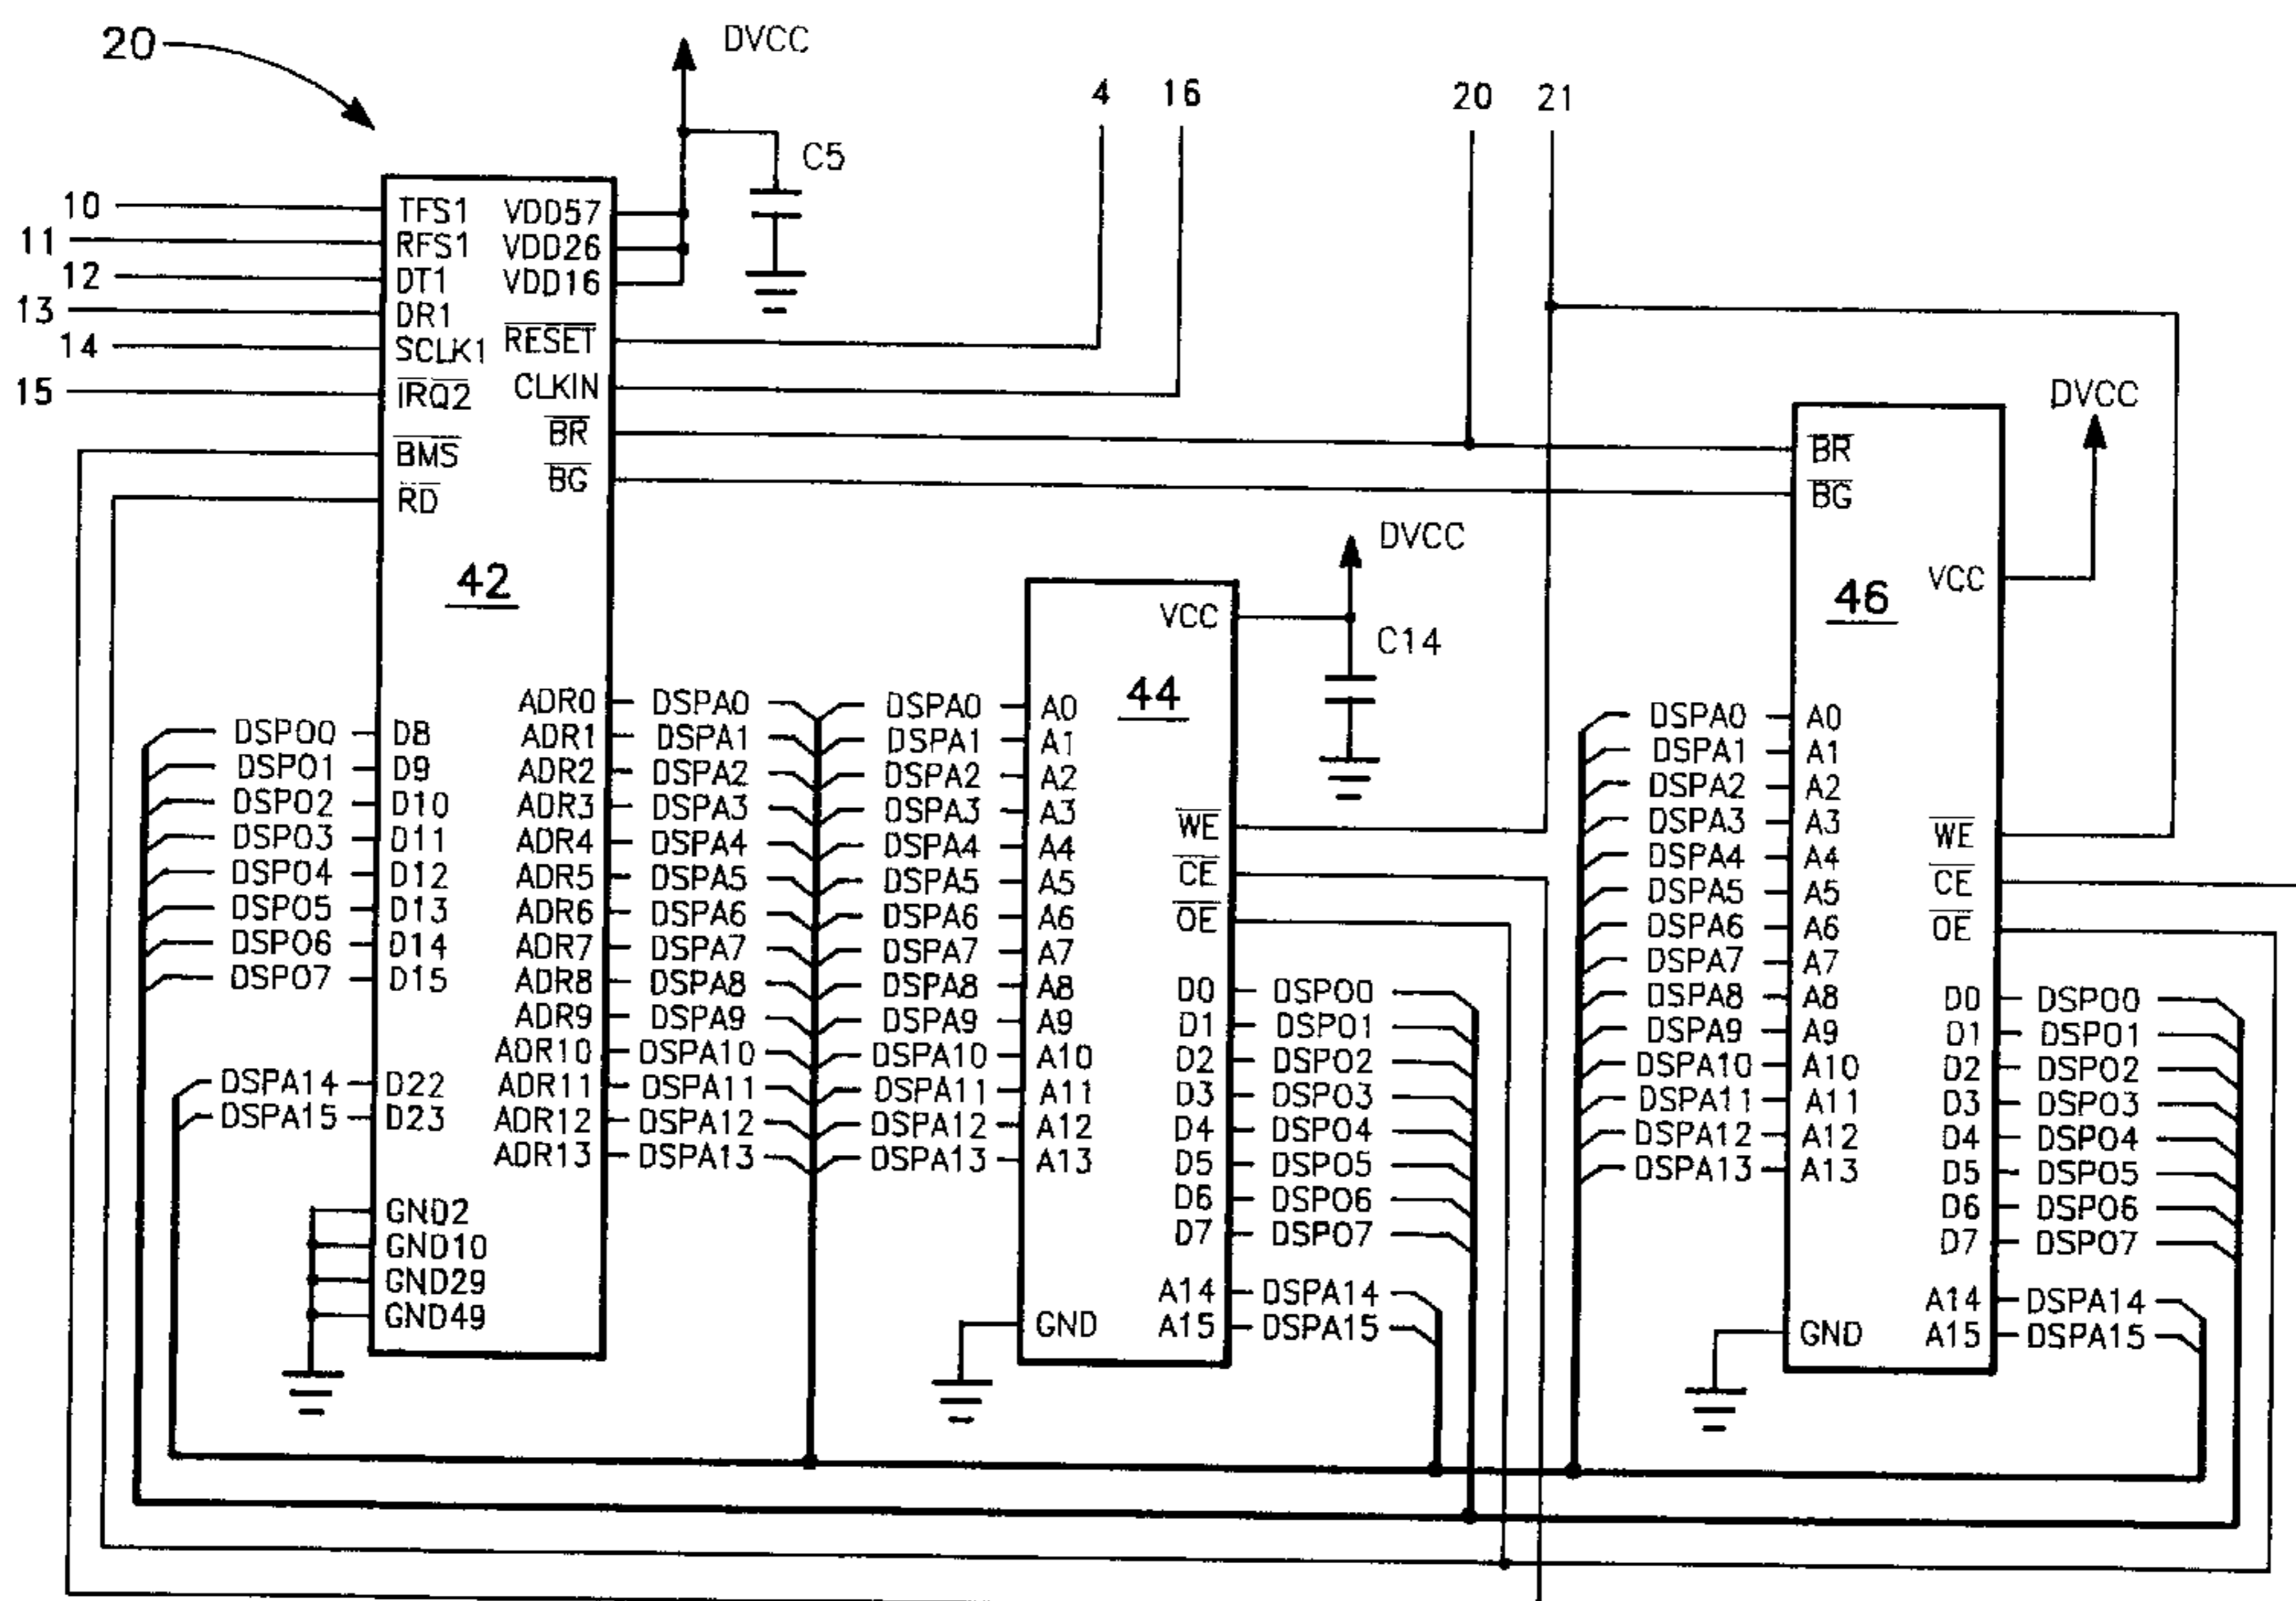 20
DVCC
4 16 20 21
C5
10 TFS1 VDD57
11 RFS1 VDD26
12 DT1 VDD16
13 DR1
14 SCLK1 RESET
15 IRQ2 CLKIN
BMS BR
RD BG
42
BR
BG
DVCC
VCC
46
DVCC
VCC
C14
44
ADR0 DSPA0 DSPA0 A0 DSPA0 A0
DSPO0 D8 ADR1 DSPA1 DSPA1 A1 DSPA1 A1
DSPO1 D9 ADR2 DSPA2 DSPA2 A2 DSPA2 A2
DSPO2 D10 ADR3 DSPA3 DSPA3 A3 DSPA3 A3
DSPO3 D11 ADR4 DSPA4 DSPA4 A4 DSPA4 A4
DSPO4 D12 ADR5 DSPA5 DSPA5 A5 DSPA5 A5
DSPO5 D13 ADR6 DSPA6 DSPA6 A6 DSPA6 A6
DSPO6 D14 ADR7 DSPA7 DSPA7 A7 DSPA7 A7
DSPO7 D15 ADR8 DSPA8 DSPA8 A8 DSPA8 A8
ADR9 DSPA9 DSPA9 A9 DSPA9 A9
ADR10 DSPA10 DSPA10 A10 DSPA10 A10
DSPA14 D22 ADR11 DSPA11 DSPA11 A11 DSPA11 A11
DSPA15 D23 ADR12 DSPA12 DSPA12 A12 DSPA12 A12
ADR13 DSPA13 DSPA13 A13 DSPA13 A13
WE WE
CE CE
OE OE
D0 DSPO0 D0 DSPO0
D1 DSPO1 D1 DSPO1
D2 DSPO2 D2 DSPO2
D3 DSPO3 D3 DSPO3
D4 DSPO4 D4 DSPO4
D5 DSPO5 D5 DSPO5
D6 DSPO6 D6 DSPO6
D7 DSPO7 D7 DSPO7
GND2
GND10
GND29 A14 DSPA14 A14 DSPA14
GND49 GND A15 DSPA15 GND A15 DSPA15